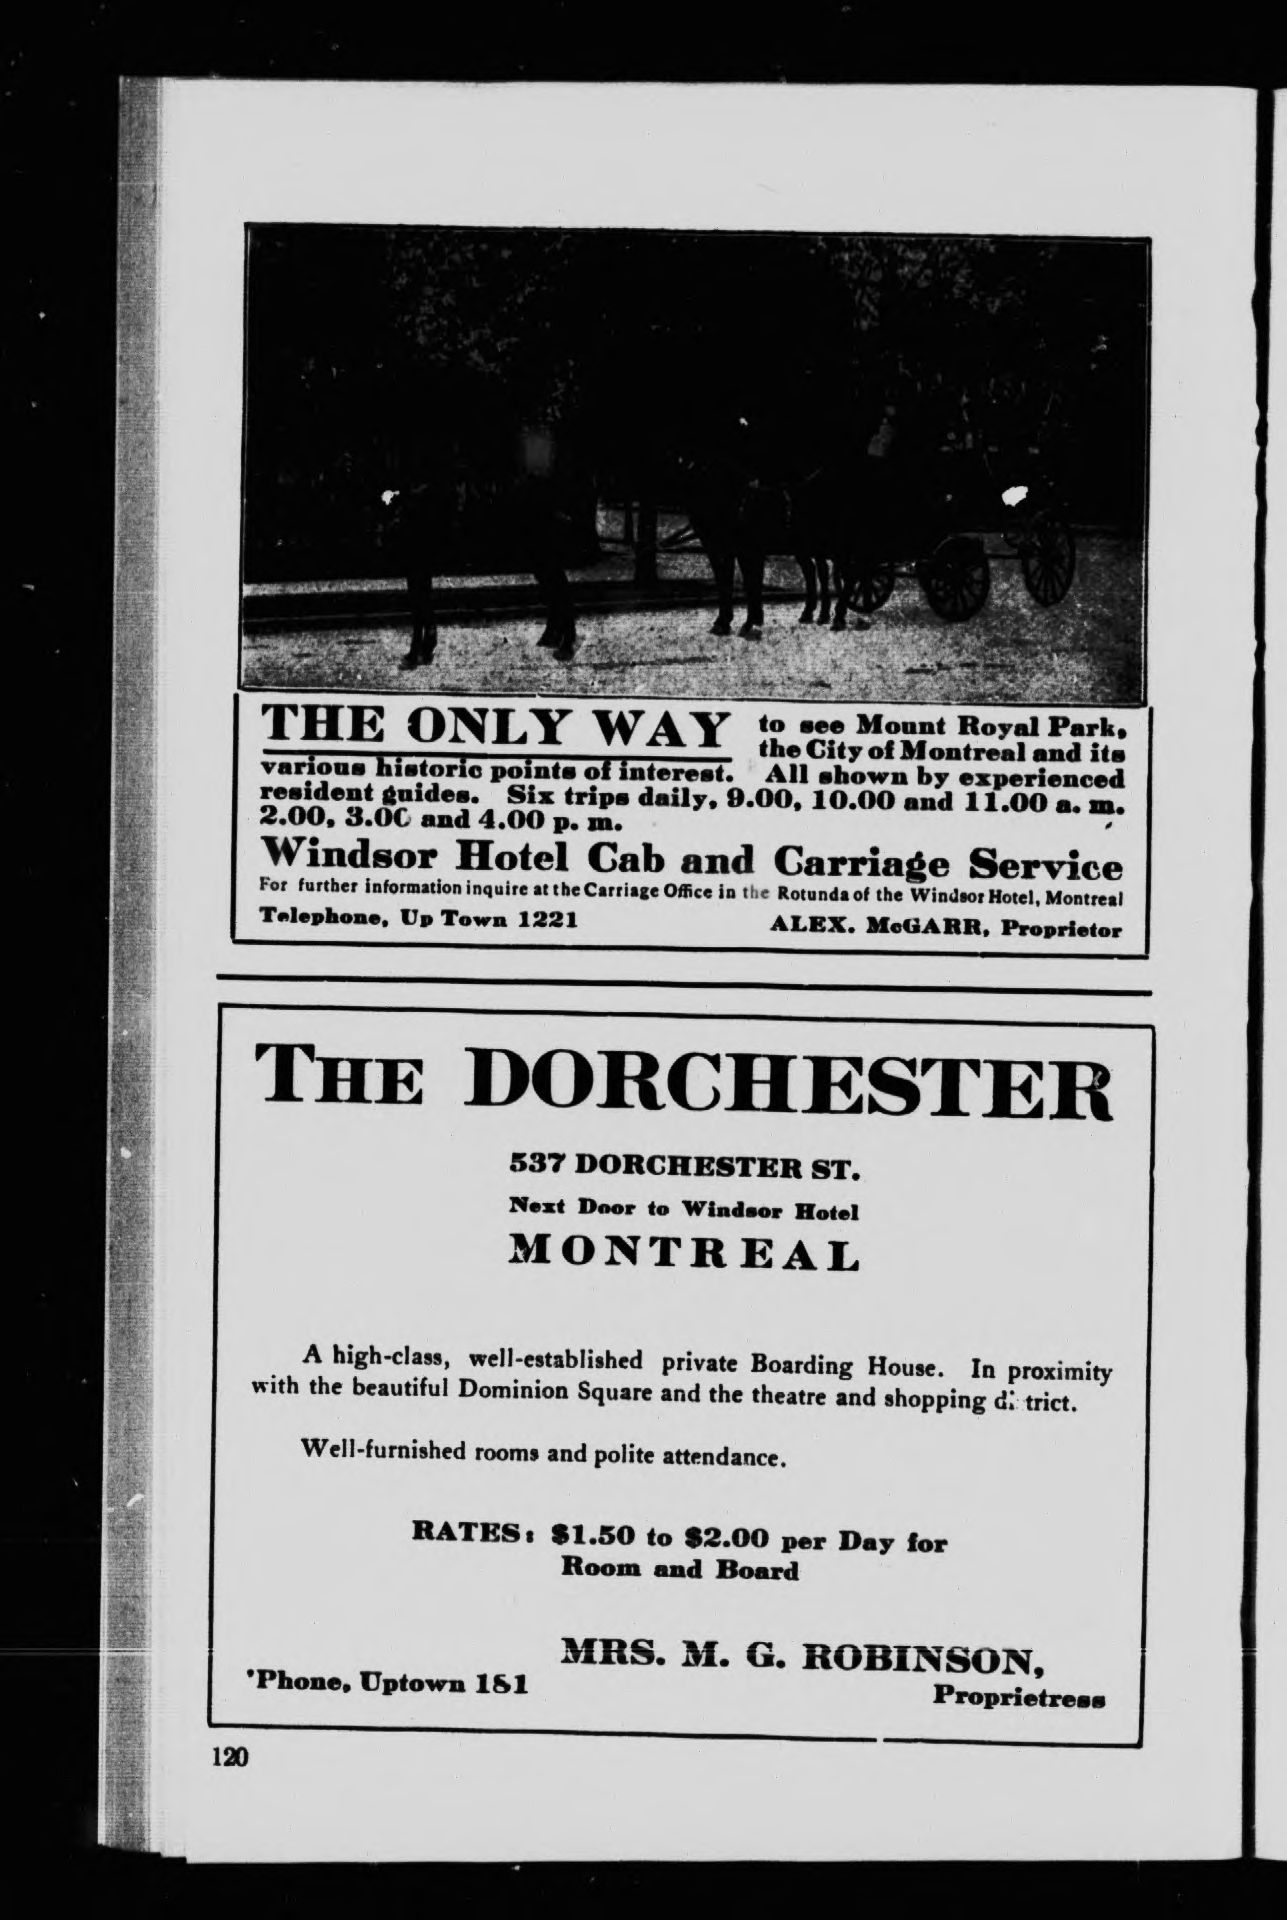 THE ONLY WAY to see Mount Royal Park,
the City of Montreal and its
various historic points of interest. All shown by experienced
resident guides. Six trips daily, 9.00, 10.00 and 11.00 a. m.
2.00, 3.00 and 4.00 p. m.
Windsor Hotel Cab and Carriage Service
For further information inquire at the Carriage Office in the Rotunda of the Windsor Hotel, Montreal
Telephone, Up Town 1221 ALEX. McGARR, Proprietor
THE DORCHESTER
537 DORCHESTER ST.
Next Door to Windsor Hotel
MONTREAL
A high-class, well-established private Boarding House. In proximity
with the beautiful Dominion Square and the theatre and shopping district.
Well-furnished rooms and polite attendance.
RATES: $1.50 to $2.00 per Day for
Room and Board
MRS. M. G. ROBINSON,
'Phone, Uptown
Proprietress
120